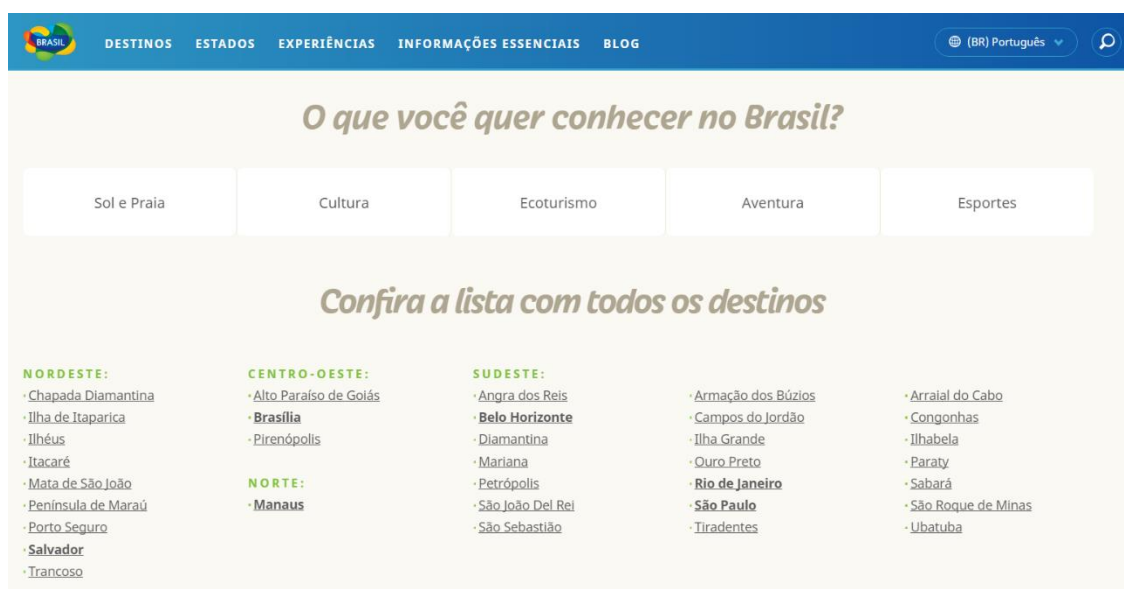 BRASIL DESTINOS ESTADOS EXPERIÊNCIAS INFORMAÇÕES ESSENCIAIS BLOG (BR) Português
O que você quer conhecer no Brasil?
Sol e Praia Cultura Ecoturismo Aventura Esportes
Confira a lista com todos os destinos
NORDESTE:
· Chapada Diamantina
· Ilha de Itaparica
· Ilhéus
· Itacaré
· Mata de São João
· Península de Maraú
· Porto Seguro
· Salvador
· Trancoso
CENTRO-OESTE:
· Alto Paraíso de Goiás
· Brasília
· Pirenópolis
NORTE:
· Manaus
SUDESTE:
· Angra dos Reis
· Belo Horizonte
· Diamantina
· Mariana
· Petrópolis
· São João Del Rei
· São Sebastião
· Armação dos Búzios
· Campos do Jordão
· Ilha Grande
· Ouro Preto
· Rio de Janeiro
· São Paulo
· Tiradentes
· Arraial do Cabo
· Congonhas
· Ilhabela
· Paraty
· Sabará
· São Roque de Minas
· Ubatuba